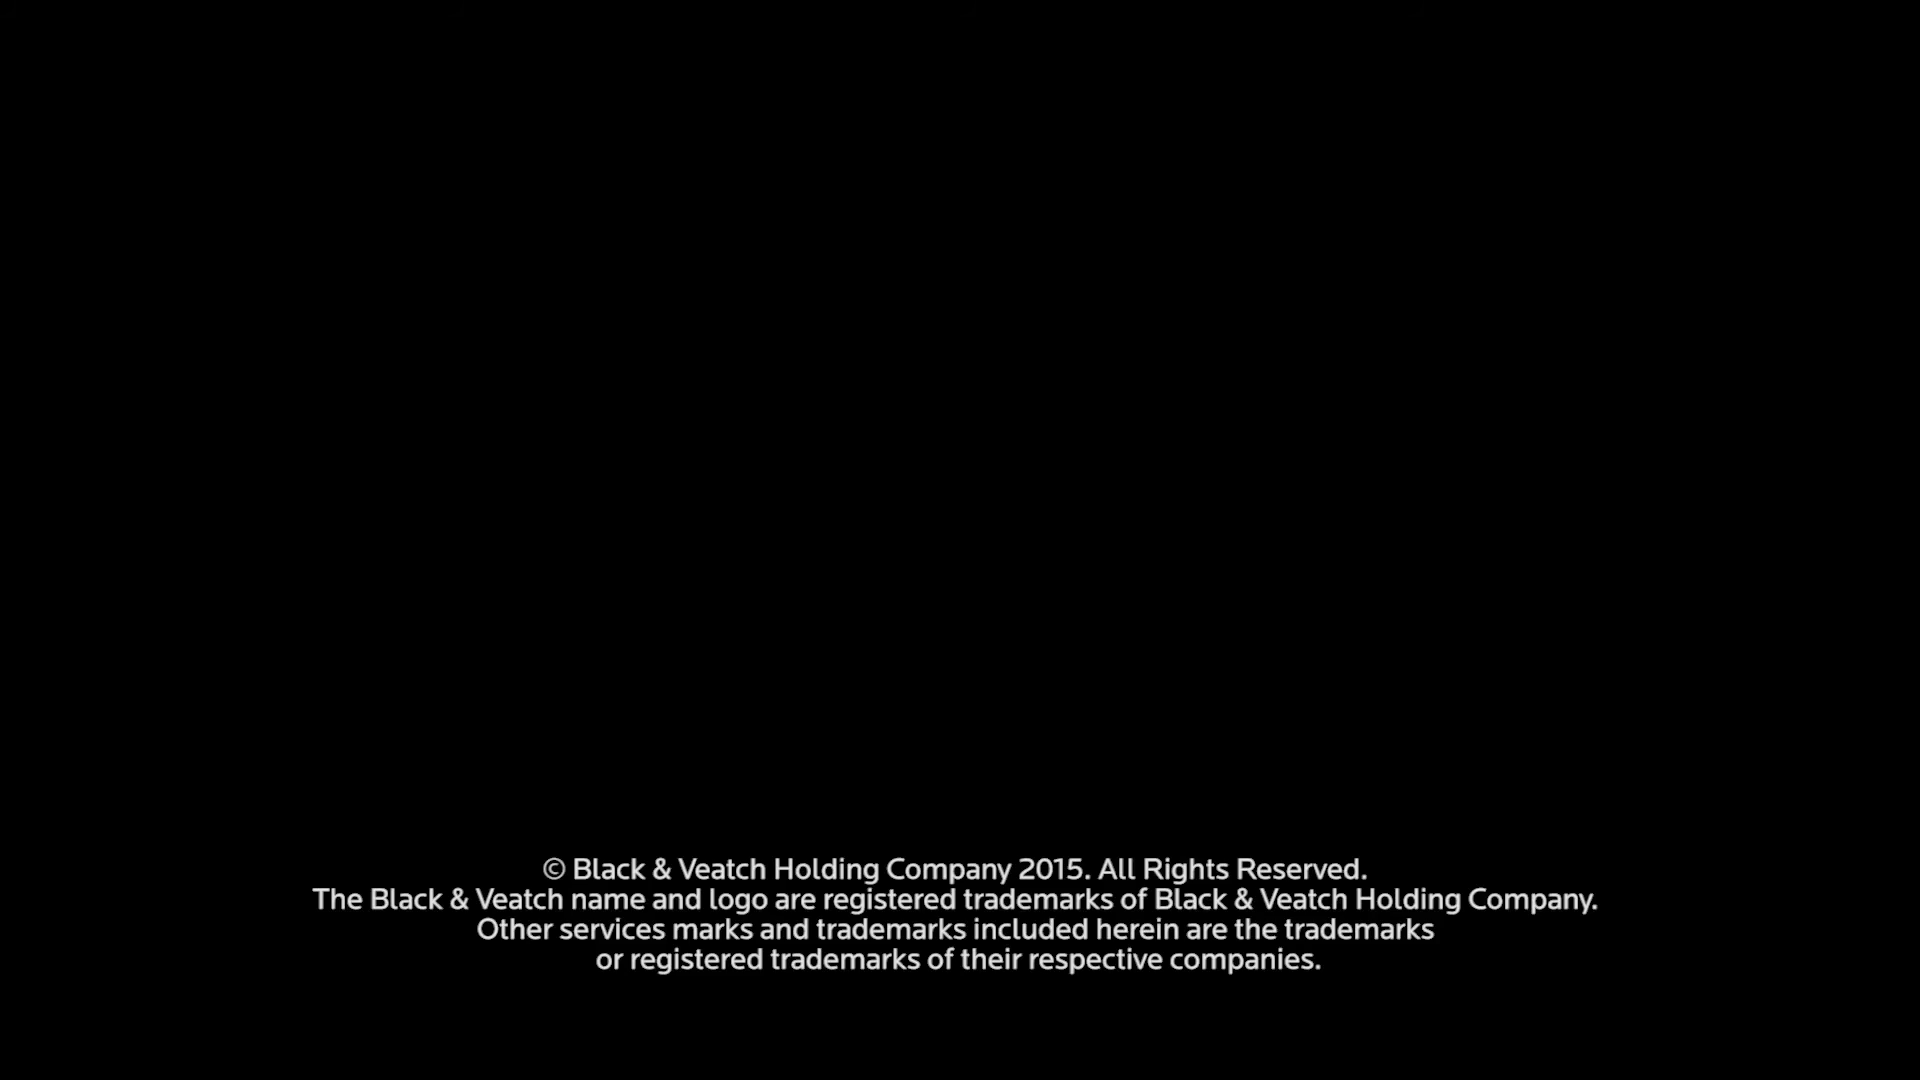 © Black & Veatch Holding Company 2015. All Rights Reserved.
The Black & Veatch name and logo are registered trademarks of Black & Veatch Holding Company.
Other services marks and trademarks included herein are the trademarks
or registered trademarks of their respective companies.